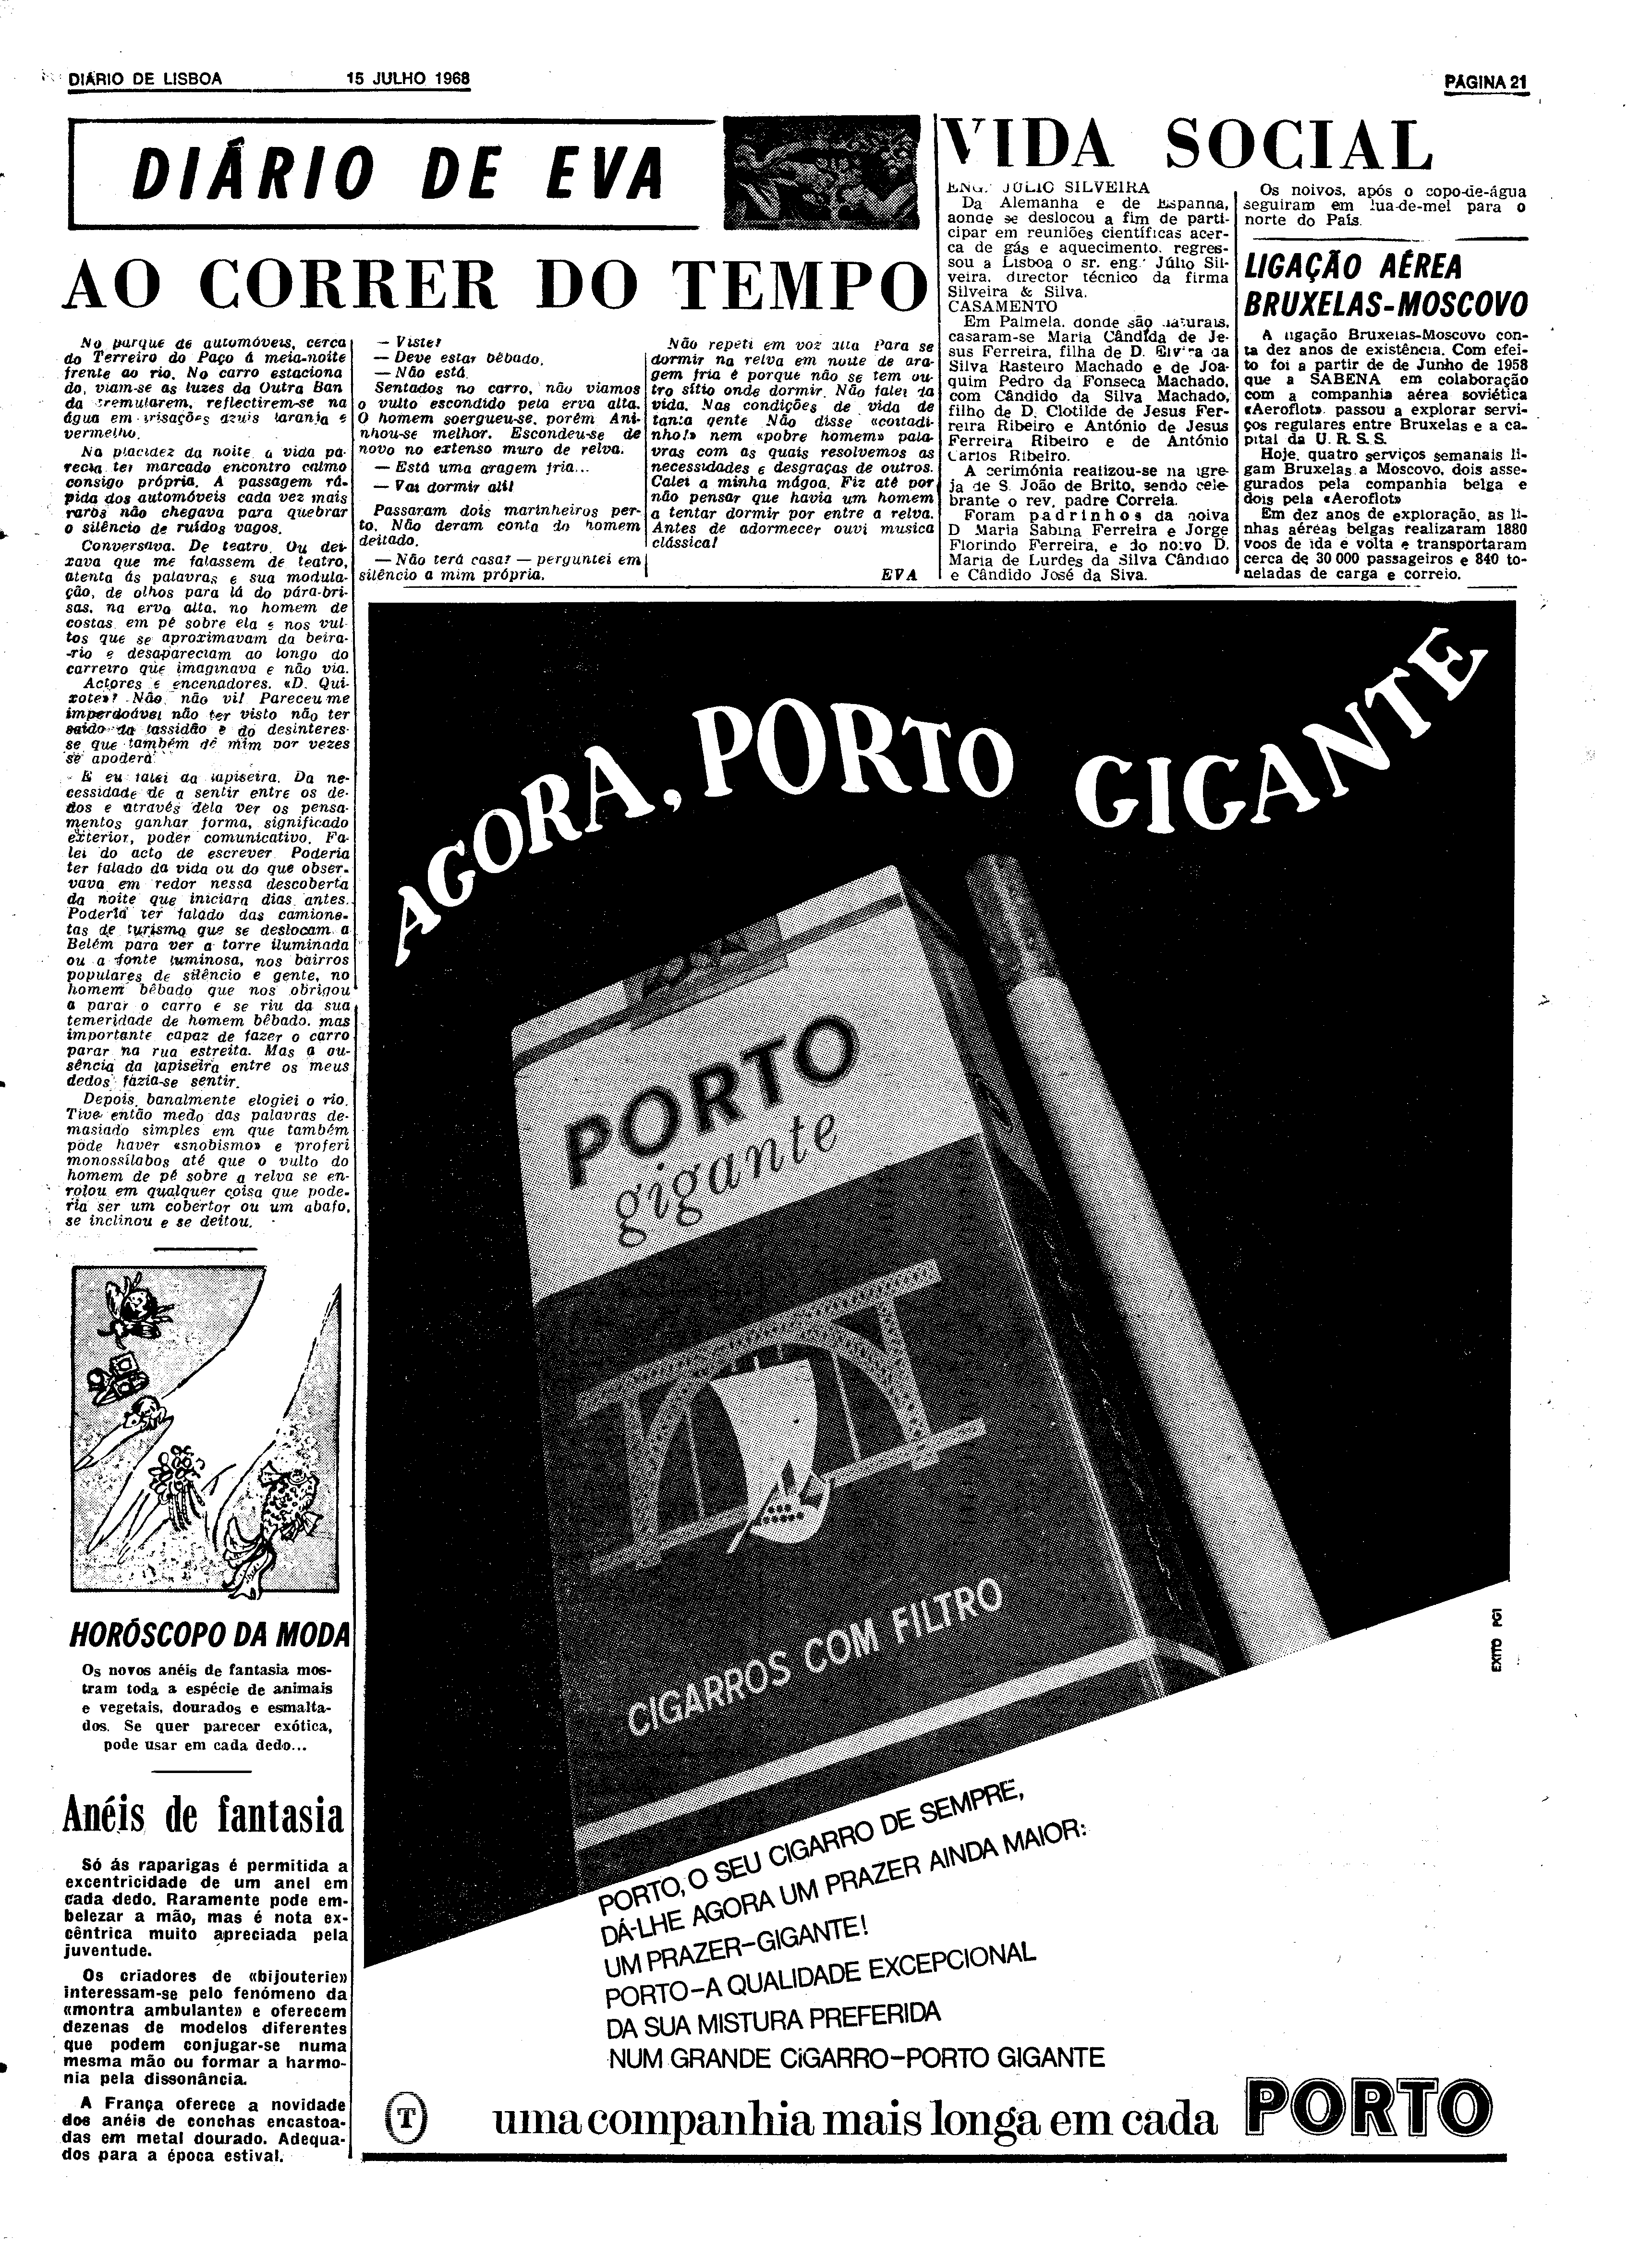 DIÁRIO DE LISBOA
15 JULHO 1968
PÁGINA 21
DIÁRIO DE EVA
AO CORRER DO TEMPO
No parque de automóveis, cerca
do Terreiro do Paço à meia-noite
frente ao rio. No carro estaciona
do, viam-se as luzes da Outra Ban
da tremularem, reflectirem-se na
água em irisações azuis laranja e
vermelho.
Na placidez da noite, a vida pa-
recia ter marcado encontro calmo
consigo própria. A passagem rá-
pida dos automóveis cada vez mais
raros não chegava para quebrar
o silêncio de ruídos vagos.
Conversava. De teatro. Ou dei-
xava que me falassem de teatro,
atenta às palavras e sua modula-
ção, de olhos para lá do pára-bri-
sas, na erva alta, no homem de
costas em pé sobre ela e nos vul-
tos que se aproximavam da beira-
-rio e desapareciam ao longo do
carreiro que imaginava e não via.
Actores e encenadores. «D. Qui-
xote»? Não, não vi! Pareceu me
imperdoável não ter visto não ter
saído da lassidão e do desinteres-
se que também de mim por vezes
se apodera.
E eu falei da lapiseira. Da ne-
cessidade de a sentir entre os de-
dos e através dela ver os pensa-
mentos ganhar forma, significado
exterior, poder comunicativo. Fa-
lei do acto de escrever. Poderia
ter falado da vida ou do que obser-
vava em redor nessa descoberta
da noite que iniciara dias antes.
Poderia ter falado das camione-
tas de turismo que se deslocam a
Belém para ver a torre iluminada
ou a fonte luminosa, nos bairros
populares de silêncio e gente, no
homem bêbado que nos obrigou
a parar o carro e se riu da sua
temeridade de homem bêbado, mas
importante capaz de fazer o carro
parar na rua estreita. Mas a au-
sência da lapiseira entre os meus
dedos fazia-se sentir.
Depois, banalmente elogiei o rio.
Tive então medo das palavras de-
masiado simples em que também
pode haver «snobismo» e proferi
monossílabos até que o vulto do
homem de pé sobre a relva se en-
rolou em qualquer coisa que pode-
ria ser um cobertor ou um abafo,
se inclinou e se deitou.
— Viste?
— Deve estar bêbado.
— Não está.
Sentados no carro, não víamos
o vulto escondido pela erva alta.
O homem soergueu-se, porém Ani-
nhou-se melhor. Escondeu-se de
novo no extenso muro de relva.
— Está uma aragem fria...
— Vai dormir ali!
Passaram dois marinheiros per-
to. Não deram conta do homem
deitado.
— Não terá casa? — perguntei em
silêncio a mim própria.
Não repeti em voz alta Para se
dormir na relva em noite de ara-
gem fria é porque não se tem ou-
tro sítio onde dormir. Não falei da
vida. Nas condições de vida de
tanta gente Não disse «coitadi-
nho!» nem «pobre homem» pala-
vras com as quais resolvemos as
necessidades e desgraças de outros.
Calei a minha mágoa. Fiz até por
não pensar que havia um homem
a tentar dormir por entre a relva.
Antes de adormecer ouvi musica
clássica!
EVA
VIDA SOCIAL
ENG.º JÚLIO SILVEIRA
Da Alemanha e de Espanha,
aonde se deslocou a fim de parti-
cipar em reuniões científicas acer-
ca de gás e aquecimento, regres-
sou a Lisboa o sr. eng.º Júlio Sil-
veira, director técnico da firma
Silveira & Silva.
CASAMENTO
Em Palmela, donde são naturais,
casaram-se Maria Cândida de Je-
sus Ferreira, filha de D. Elvira da
Silva Rasteiro Machado e de Joa-
quim Pedro da Fonseca Machado,
com Cândido da Silva Machado,
filho de D. Clotilde de Jesus Fer-
reira Ribeiro e António de Jesus
Ferreira Ribeiro e de António
Carlos Ribeiro.
A cerimónia realizou-se na igre-
ja de S. João de Brito, sendo cele-
brante o rev. padre Correia.
Foram padrinhos da noiva
D Maria Sabina Ferreira e Jorge
Florindo Ferreira, e do noivo D.
Maria de Lurdes da Silva Cândido
e Cândido José da Siva.
Os noivos, após o copo-de-água
seguiram em lua-de-mel para o
norte do País.
LIGAÇÃO AÉREA
BRUXELAS-MOSCOVO
A ligação Bruxelas-Moscovo con-
ta dez anos de existência. Com efei-
to foi a partir de de Junho de 1958
que a SABENA em colaboração
com a companhia aérea soviética
«Aeroflot» passou a explorar servi-
ços regulares entre Bruxelas e a ca-
pital da U. R. S. S.
Hoje, quatro serviços semanais li-
gam Bruxelas a Moscovo, dois asse-
gurados pela companhia belga e
dois pela «Aeroflot»
Em dez anos de exploração, as li-
nhas aéreas belgas realizaram 1880
voos de ida e volta e transportaram
cerca de 30 000 passageiros e 840 to-
neladas de carga e correio.
AGORA, PORTO GIGANTE
PORTO
gigante
CIGARROS COM FILTRO
EXITO PG1
PORTO, O SEU CIGARRO DE SEMPRE,
DÁ-LHE AGORA UM PRAZER AINDA MAIOR:
UM PRAZER-GIGANTE!
PORTO-A QUALIDADE EXCEPCIONAL
DA SUA MISTURA PREFERIDA
NUM GRANDE CIGARRO-PORTO GIGANTE
T uma companhia mais longa em cada PORTO
HORÓSCOPO DA MODA
Os novos anéis de fantasia mos-
tram toda a espécie de animais
e vegetais, dourados e esmalta-
dos. Se quer parecer exótica,
pode usar em cada dedo...
Anéis de fantasia
Só às raparigas é permitida a
excentricidade de um anel em
cada dedo. Raramente pode em-
belezar a mão, mas é nota ex-
cêntrica muito apreciada pela
juventude.
Os criadores de «bijouterie»
interessam-se pelo fenómeno da
«montra ambulante» e oferecem
dezenas de modelos diferentes
que podem conjugar-se numa
mesma mão ou formar a harmo-
nia pela dissonância.
A França oferece a novidade
dos anéis de conchas encastoa-
das em metal dourado. Adequa-
dos para a época estival.